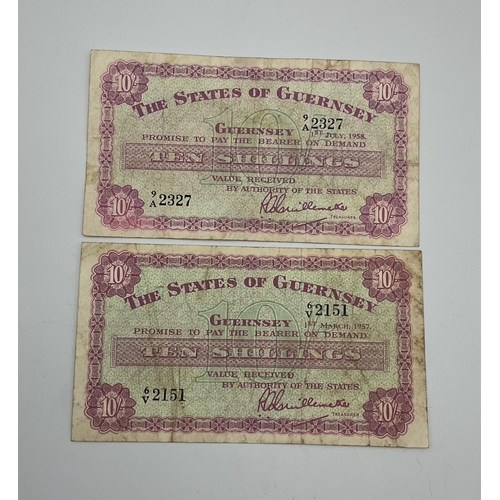 10/- 10/-
THE STATES OF GUERNSEY
9/A 2327
GUERNSEY 1ST JULY, 1958.
PROMISE TO PAY THE BEARER ON DEMAND
TEN SHILLINGS
VALUE RECEIVED
BY AUTHORITY OF THE STATES
9/A 2327
TREASURER
10/- 10/-
10/- 10/-
THE STATES OF GUERNSEY
6/V 2151
GUERNSEY 1ST MARCH, 1957.
PROMISE TO PAY THE BEARER ON DEMAND
TEN SHILLINGS
VALUE RECEIVED
BY AUTHORITY OF THE STATES
6/V 2151
TREASURER
10/- 10/-